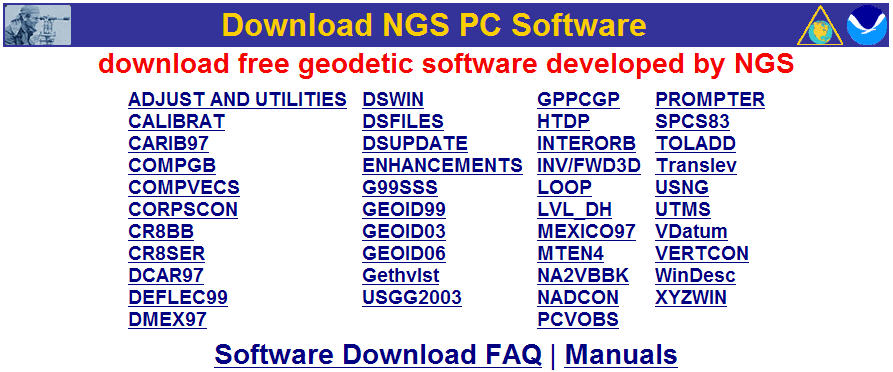 Download NGS PC Software
download free geodetic software developed by NGS
ADJUST AND UTILITIES DSWIN GPPCGP PROMPTER
CALIBRAT DSFILES HTDP SPCS83
CARIB97 DSUPDATE INTERORB TOLADD
COMPGB ENHANCEMENTS INV/FWD3D Translev
COMPVECS G99SSS LOOP USNG
CORPSCON GEOID99 LVL_DH UTMS
CR8BB GEOID03 MEXICO97 VDatum
CR8SER GEOID06 MTEN4 VERTCON
DCAR97 Gethvlst NA2VBBK WinDesc
DEFLEC99 USGG2003 NADCON XYZWIN
DMEX97 PCVOBS
Software Download FAQ | Manuals